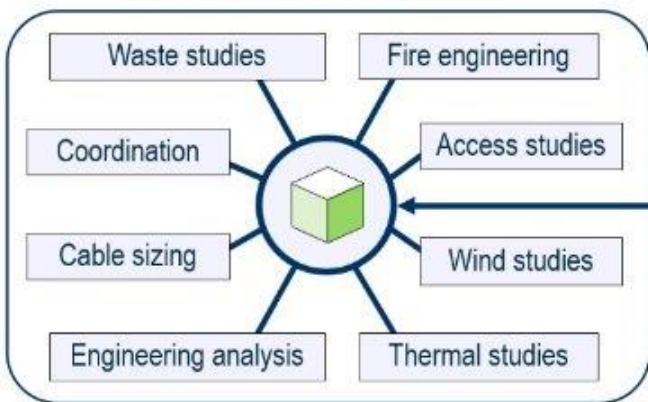 Waste studies
Fire engineering
Coordination
Access studies
Cable sizing
Wind studies
Engineering analysis
Thermal studies